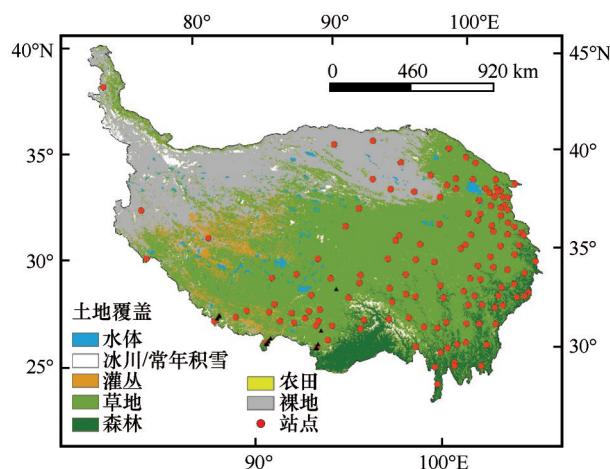 80° 90° 100°E
40°N 45°N
0 460 920 km
35° 40°
30° 35°
25° 30°
土地覆盖
水体
冰川/常年积雪
灌丛 农田
草地 裸地
森林 站点
90° 100°E